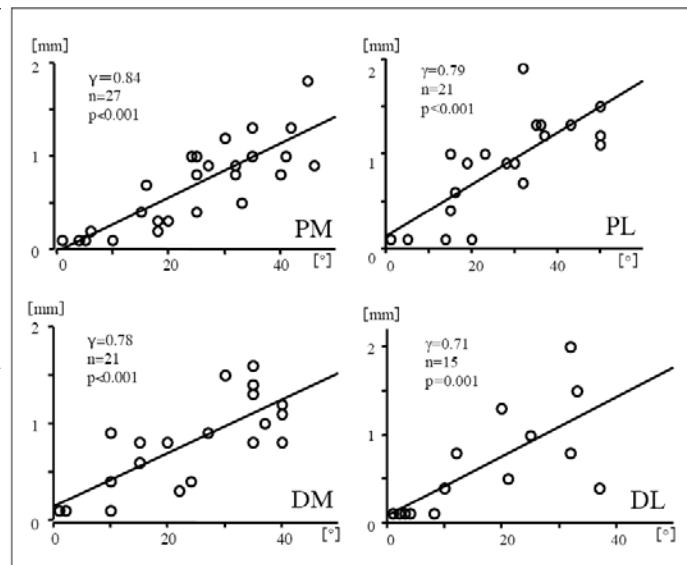 [mm]
2
γ=0.84
n=27
p<0.001
1
PM
0
0
20
40
[°]
[mm]
2
γ=0.79
n=21
p<0.001
1
PL
0
0
20
40
[°]
[mm]
2
γ=0.78
n=21
p<0.001
1
DM
0
0
20
40
[°]
[mm]
2
γ=0.71
n=15
p=0.001
1
DL
0
0
20
40
[°]